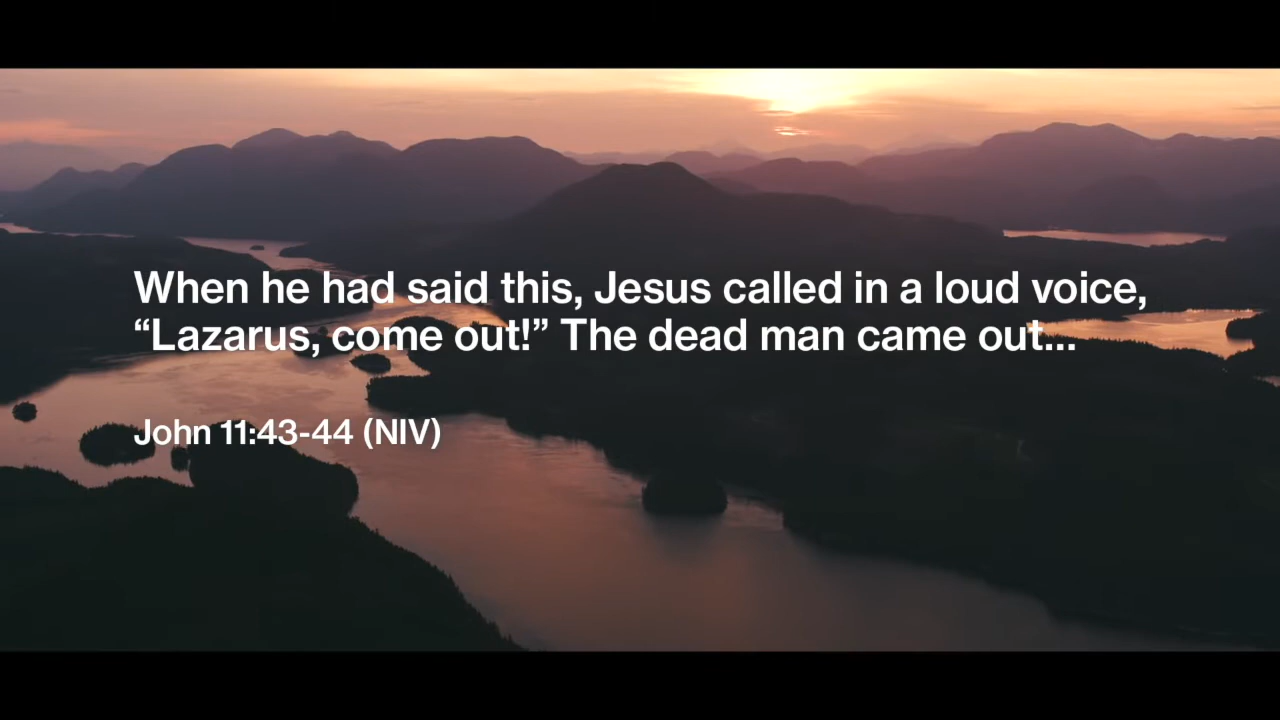 When he had said this, Jesus called in a loud voice,
“Lazarus, come out!” The dead man came out...
John 11:43-44 (NIV)